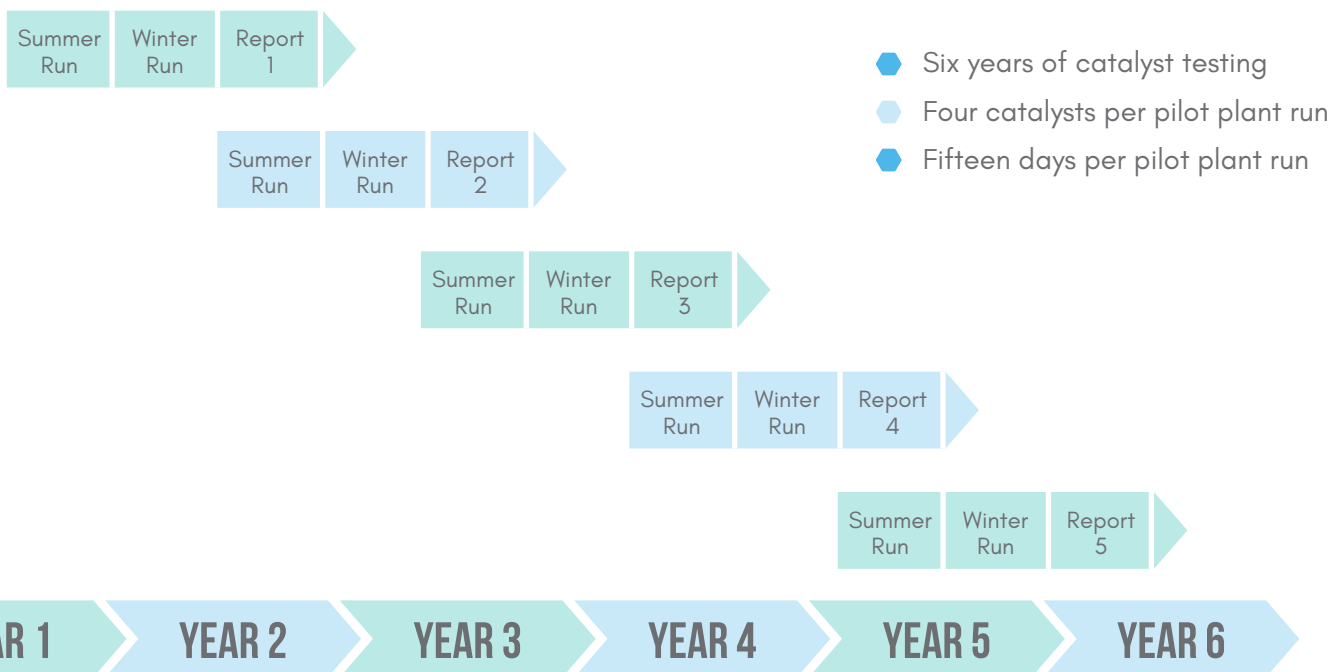 Summer
Run
Winter
Run
Report
1
Six years of catalyst testing
Four catalysts per pilot plant run
Fifteen days per pilot plant run
Summer
Run
Winter
Run
Report
2
Summer
Run
Winter
Run
Report
3
Summer
Run
Winter
Run
Report
4
Summer
Run
Winter
Run
Report
5
AR 1
YEAR 2
YEAR 3
YEAR 4
YEAR 5
YEAR 6